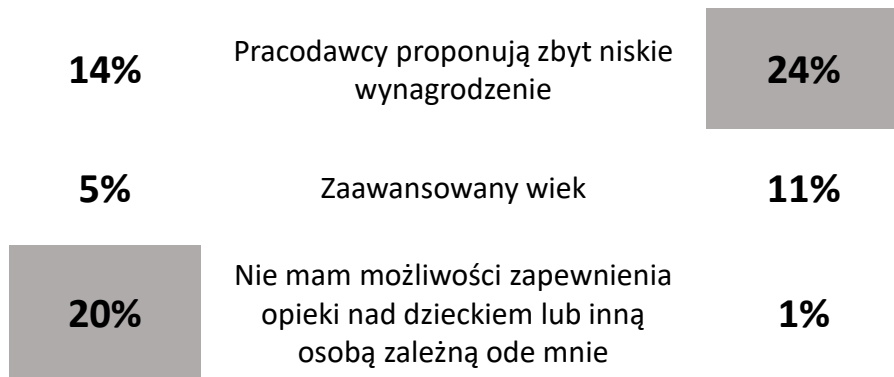 14%
Pracodawcy proponują zbyt niskie
wynagrodzenie
24%
5%
Zaawansowany wiek
11%
20%
Nie mam możliwości zapewnienia
opieki nad dzieckiem lub inną
osobą zależną ode mnie
1%